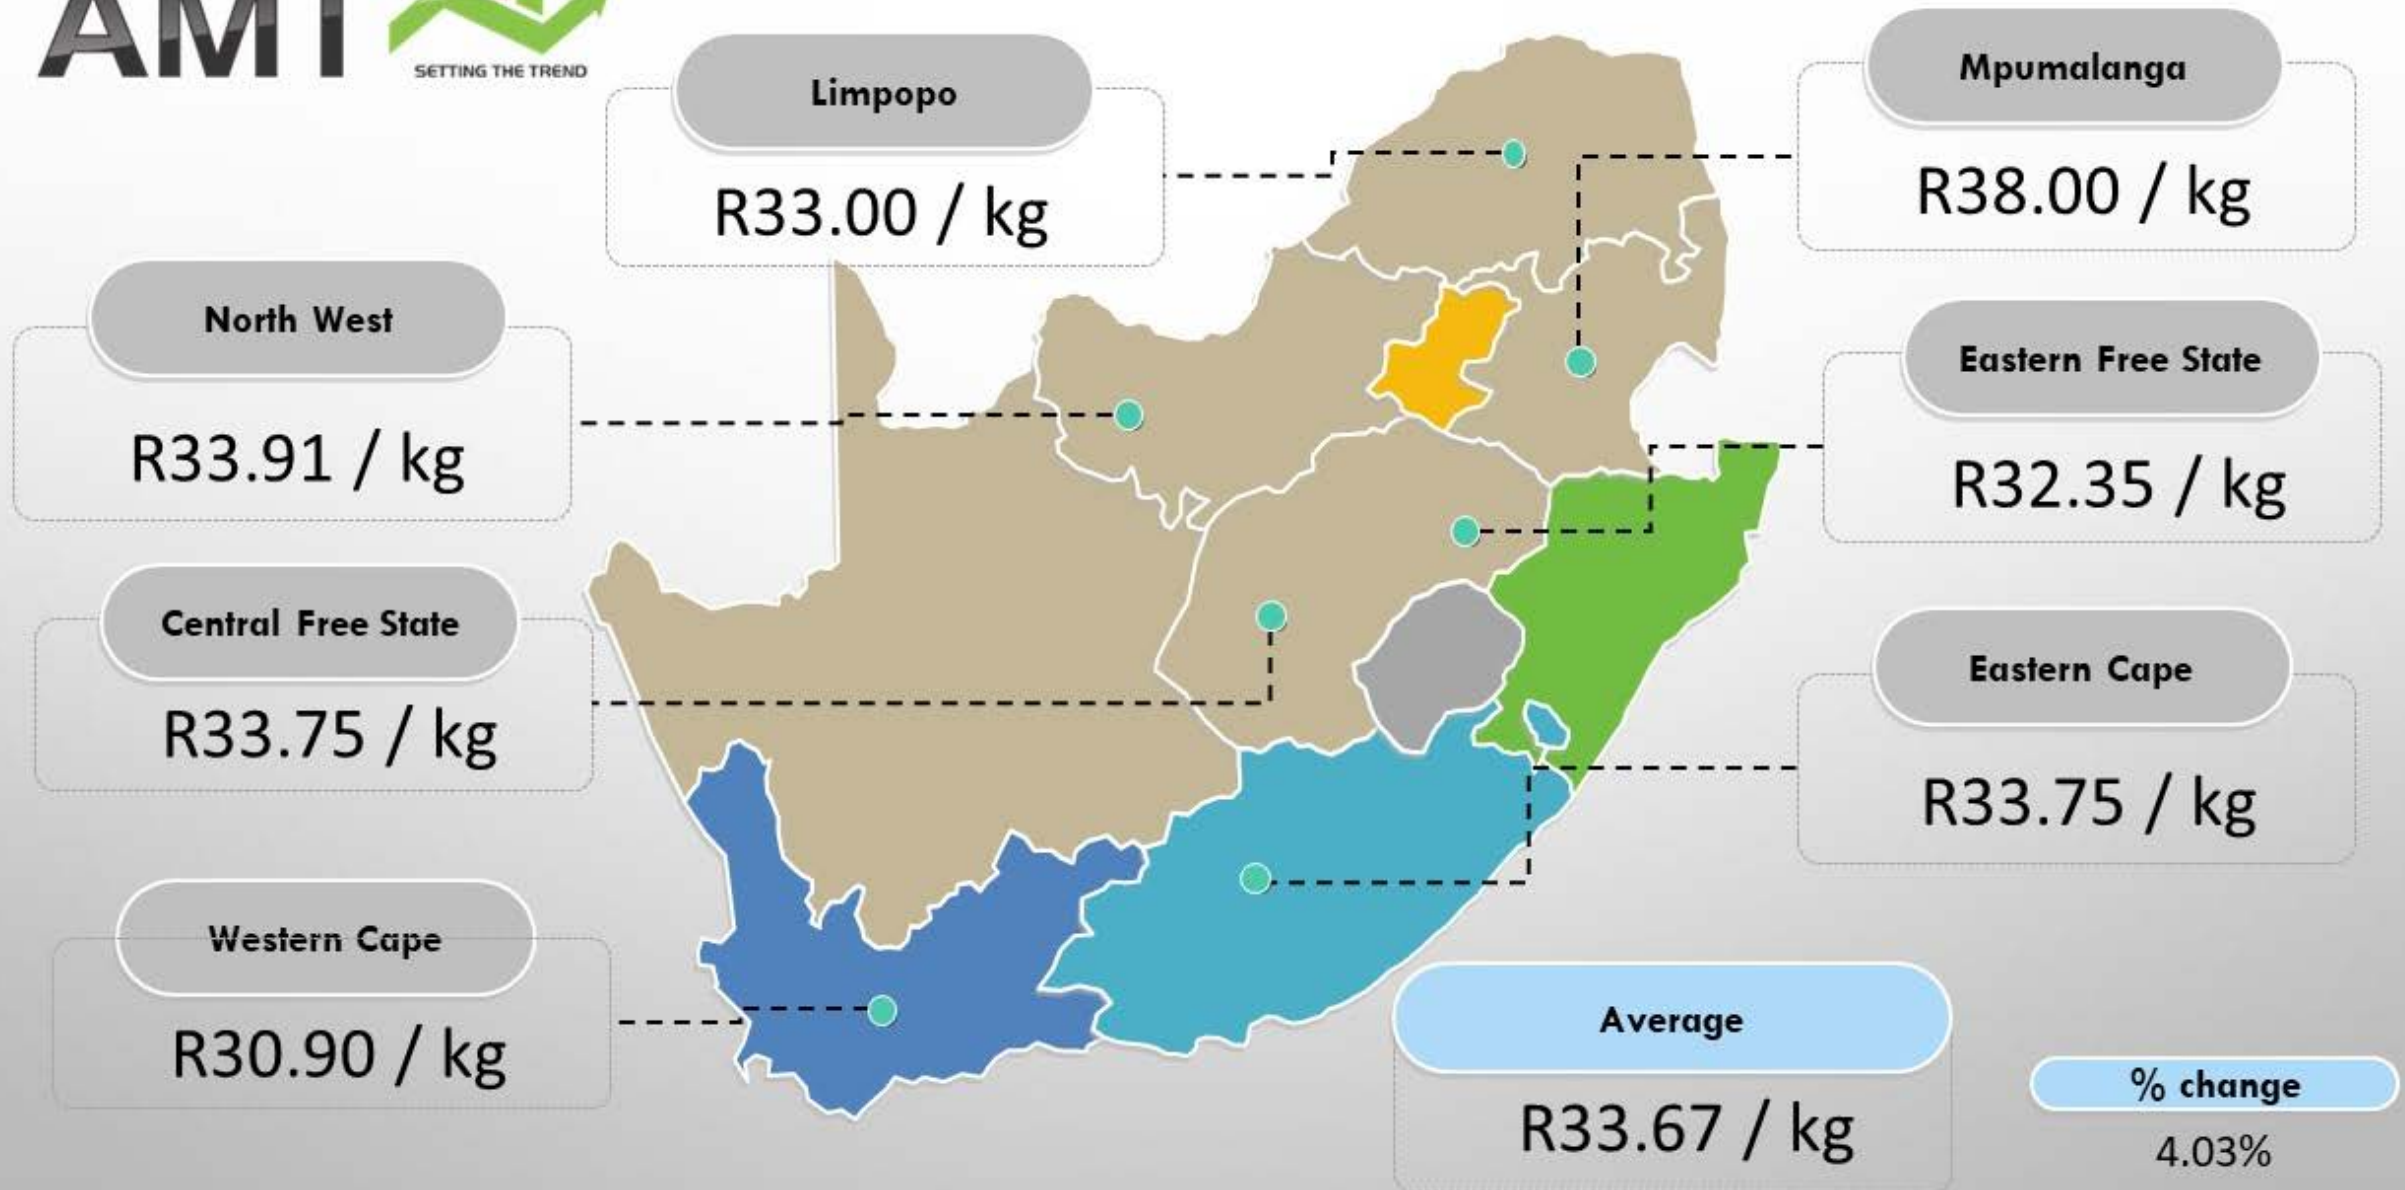 AMT
SETTING THE TREND
Limpopo
R33.00 / kg
Mpumalanga
R38.00 / kg
North West
R33.91 / kg
Eastern Free State
R32.35 / kg
Central Free State
R33.75 / kg
Eastern Cape
R33.75 / kg
Western Cape
R30.90 / kg
Average
R33.67 / kg
% change
4.03%